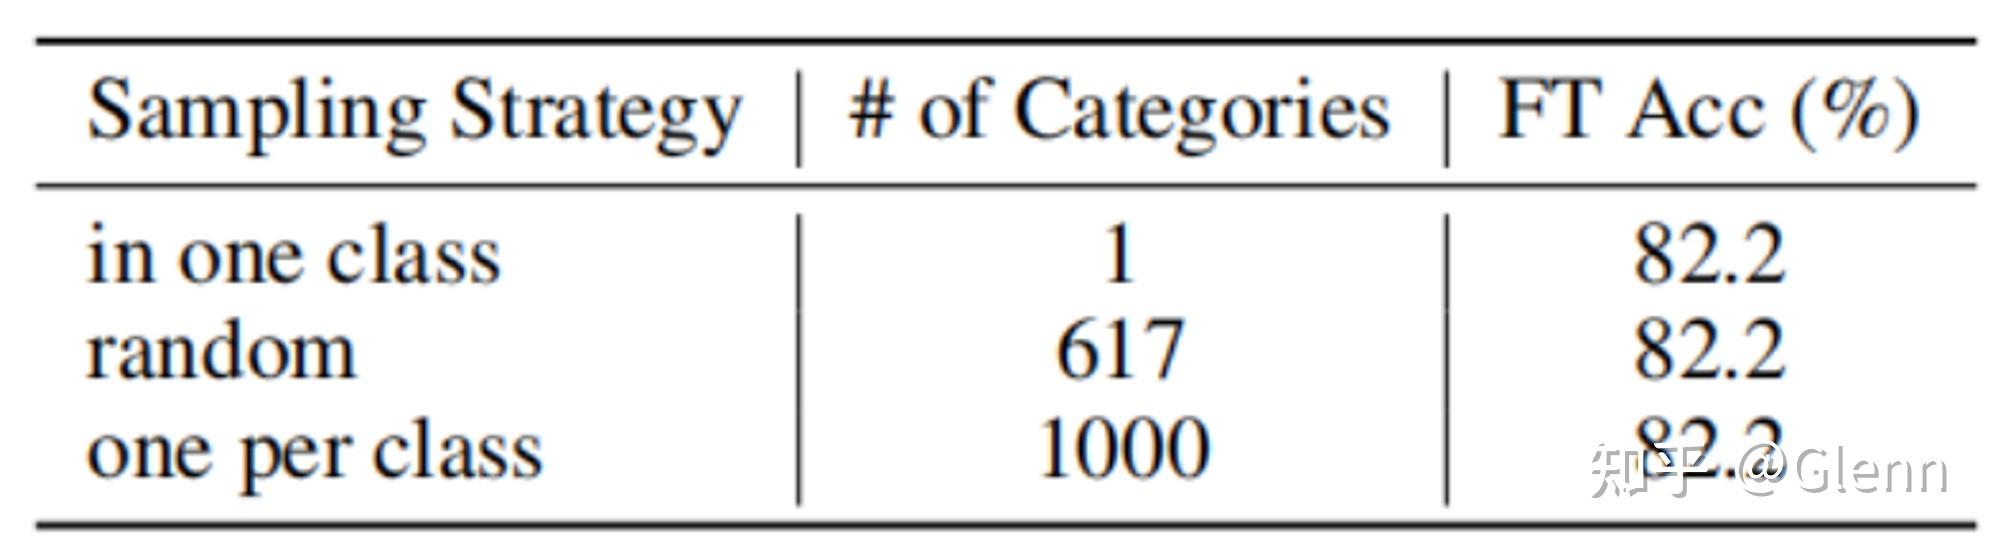 Sampling Strategy | # of Categories | FT Acc (%)
in one class | 1 | 82.2
random | 617 | 82.2
one per class | 1000 | 82.2
知乎 @Glenn